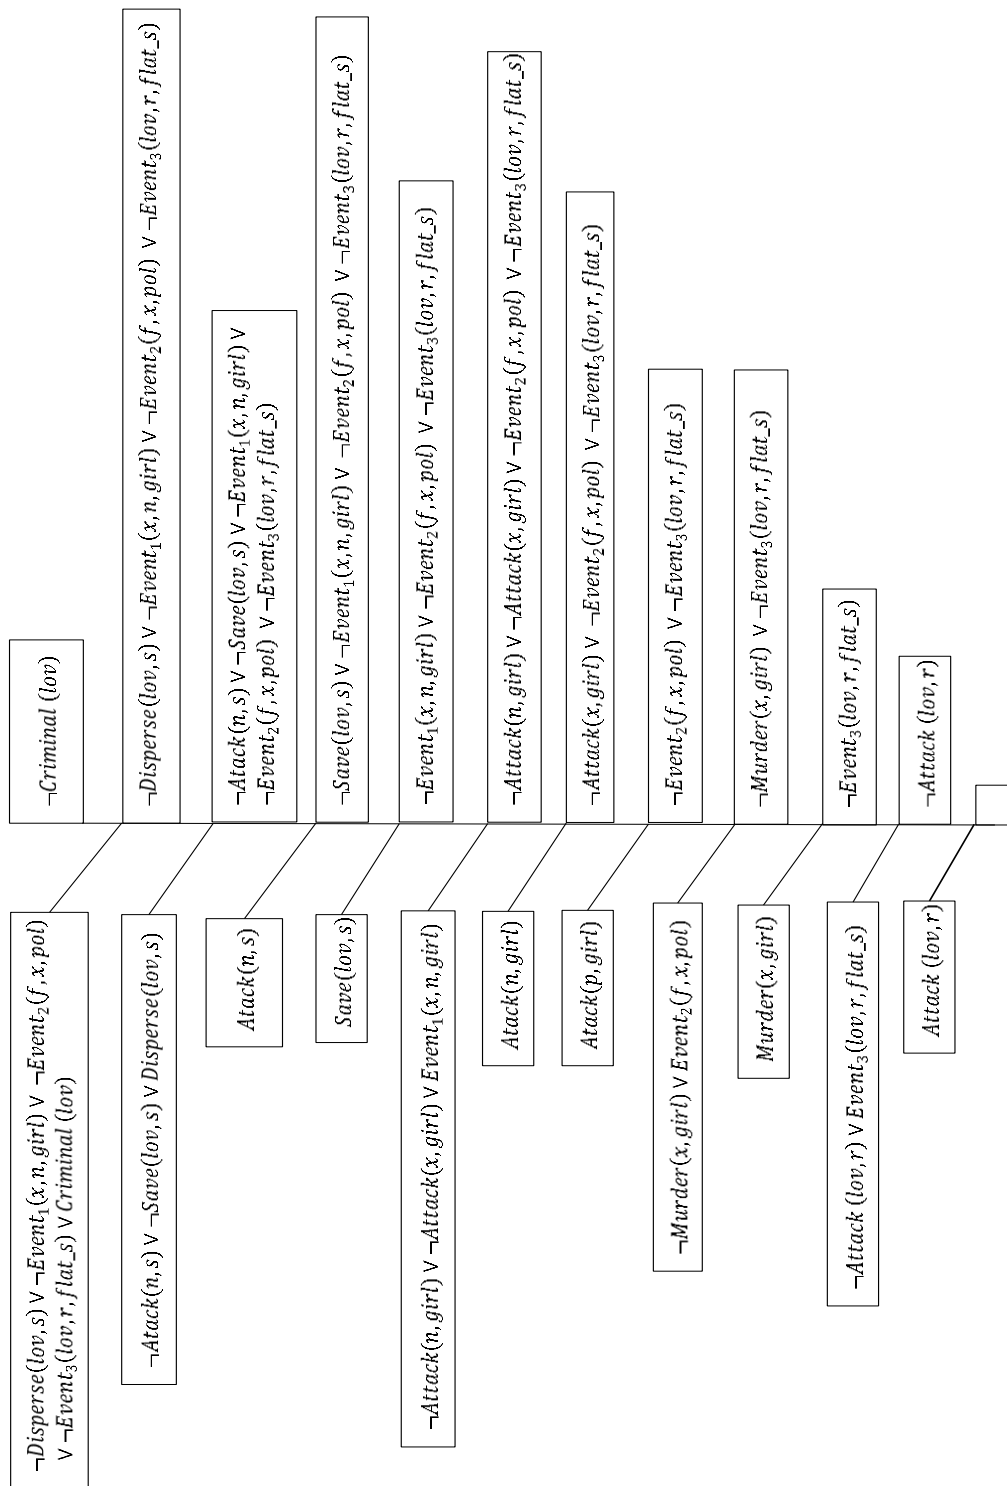 ¬Criminal (lov)
¬Disperse(lov,s) ∨ ¬Event₁(x,n,girl) ∨ ¬Event₂(f,x,pol) ∨ ¬Event₃(lov,r,flat_s)
¬Atack(n,s) ∨ ¬Save(lov,s) ∨ ¬Event₁(x,n,girl) ∨
¬Event₂(f,x,pol) ∨ ¬Event₃(lov,r,flat_s)
¬Save(lov,s) ∨ ¬Event₁(x,n,girl) ∨ ¬Event₂(f,x,pol) ∨ ¬Event₃(lov,r,flat_s)
¬Event₁(x,n,girl) ∨ ¬Event₂(f,x,pol) ∨ ¬Event₃(lov,r,flat_s)
¬Attack(n,girl) ∨ ¬Attack(x,girl) ∨ ¬Event₂(f,x,pol) ∨ ¬Event₃(lov,r,flat_s)
¬Attack(x,girl) ∨ ¬Event₂(f,x,pol) ∨ ¬Event₃(lov,r,flat_s)
¬Event₂(f,x,pol) ∨ ¬Event₃(lov,r,flat_s)
¬Murder(x,girl) ∨ ¬Event₃(lov,r,flat_s)
¬Event₃(lov,r,flat_s)
¬Attack (lov,r)
¬Disperse(lov,s) ∨ ¬Event₁(x,n,girl) ∨ ¬Event₂(f,x,pol)
∨ ¬Event₃(lov,r,flat_s) ∨ Criminal (lov)
¬Atack(n,s) ∨ ¬Save(lov,s) ∨ Disperse(lov,s)
Atack(n,s)
Save(lov,s)
¬Attack(n,girl) ∨ ¬Attack(x,girl) ∨ Event₁(x,n,girl)
Atack(n,girl)
Atack(p,girl)
¬Murder(x,girl) ∨ Event₂(f,x,pol)
Murder(x,girl)
¬Attack (lov,r) ∨ Event₃(lov,r,flat_s)
Attack (lov,r)